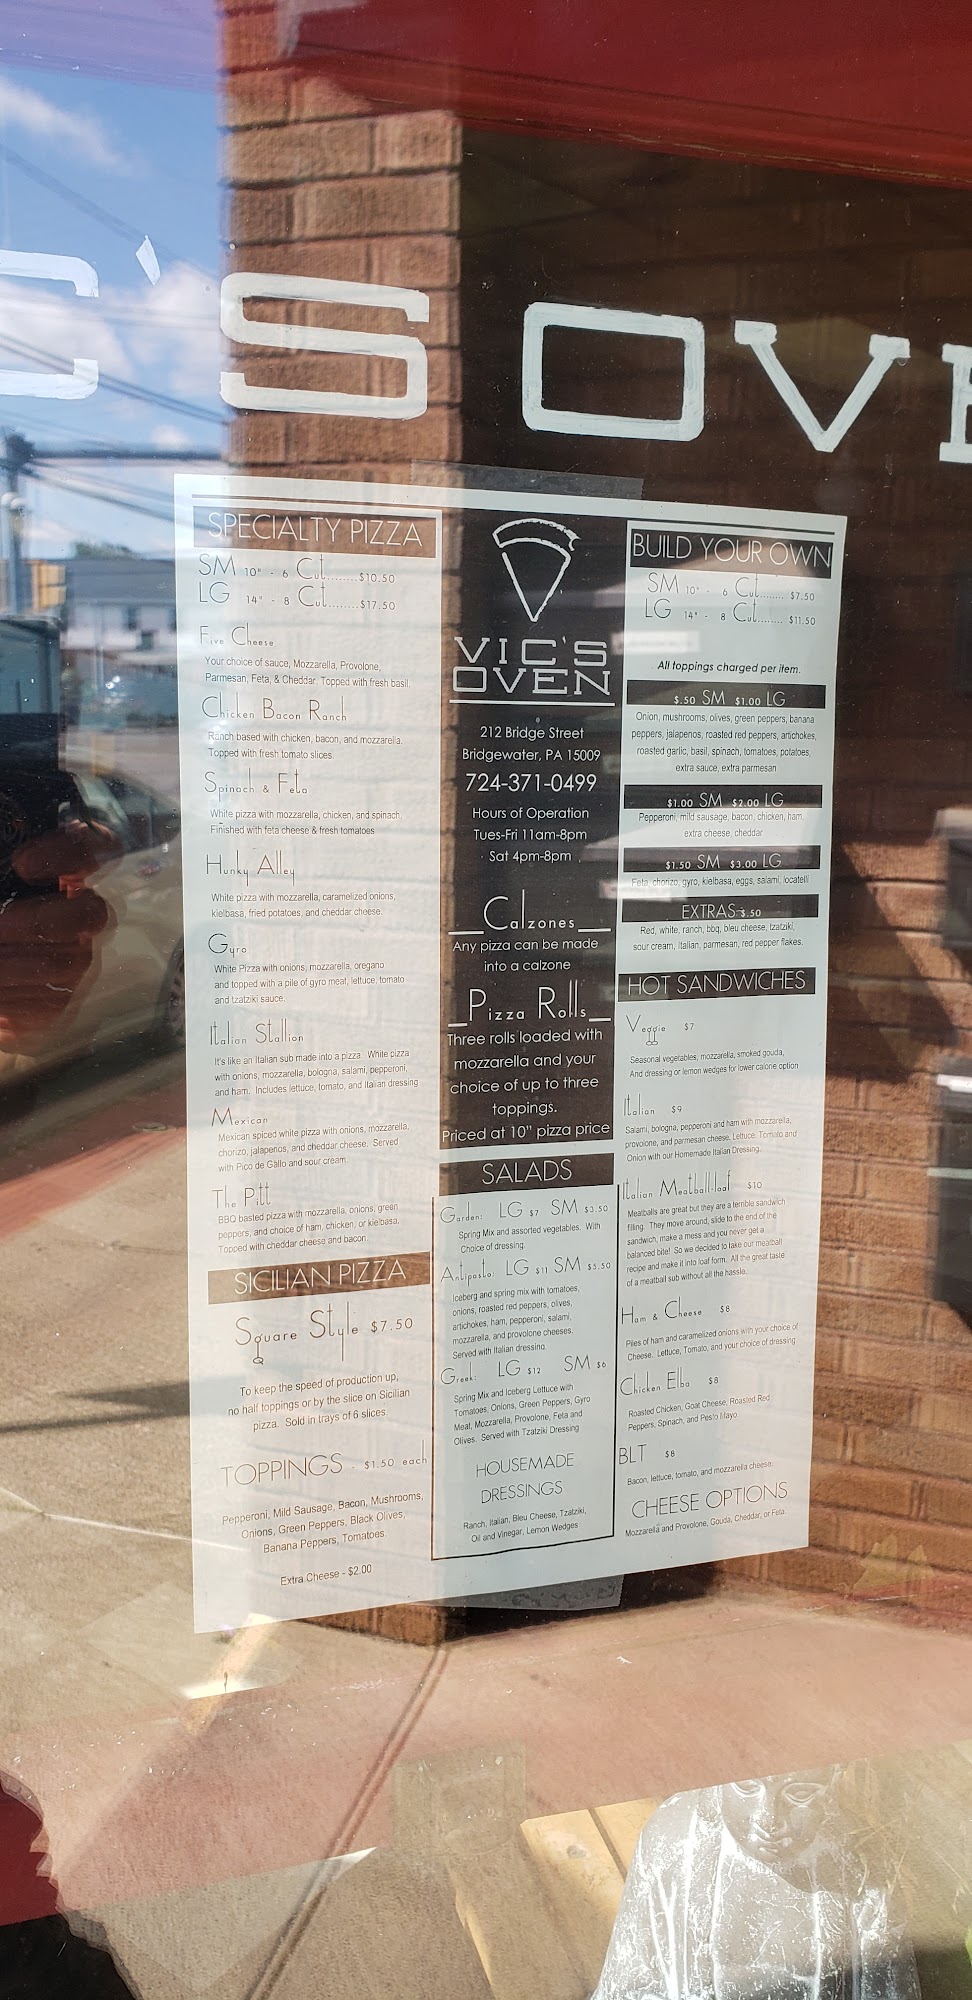 C'S OVE
SPECIALTY PIZZA
SM 10" - 6 Cut........$10.50
LG 14" - 8 Cut........$17.50
Five Cheese
Your choice of sauce, Mozzarella, Provolone,
Parmesan, Feta, & Cheddar. Topped with fresh basil.
Chicken Bacon Ranch
Ranch based with chicken, bacon, and mozzarella.
Topped with fresh tomato slices.
Spinach & Feta
White pizza with mozzarella, chicken, and spinach.
Finished with feta cheese & fresh tomatoes
Hunky Alley
White pizza with mozzarella, caramelized onions,
kielbasa, fried potatoes, and cheddar cheese.
Gyro
White Pizza with onions, mozzarella, oregano
and topped with a pile of gyro meat, lettuce, tomato
and tzatziki sauce.
Italian Stallion
It's like an Italian sub made into a pizza. White pizza
with onions, mozzarella, bologna, salami, pepperoni,
and ham. Includes lettuce, tomato, and Italian dressing
Mexican
Mexican spiced white pizza with onions, mozzarella,
chorizo, jalapenos, and cheddar cheese. Served
with Pico de Gallo and sour cream.
The Pitt
BBQ basted pizza with mozzarella, onions, green
peppers, and choice of ham, chicken, or kielbasa.
Topped with cheddar cheese and bacon.
SICILIAN PIZZA
Square Style $7.50
To keep the speed of production up,
no half toppings or by the slice on Sicilian
pizza. Sold in trays of 6 slices.
TOPPINGS - $1.50 each
Pepperoni, Mild Sausage, Bacon, Mushrooms,
Onions, Green Peppers, Black Olives,
Banana Peppers, Tomatoes.
Extra Cheese - $2.00
VIC'S
OVEN
212 Bridge Street
Bridgewater, PA 15009
724-371-0499
Hours of Operation
Tues-Fri 11am-8pm
Sat 4pm-8pm
Calzones
Any pizza can be made
into a calzone
Pizza Rolls
Three rolls loaded with
mozzarella and your
choice of up to three
toppings.
Priced at 10" pizza price
SALADS
Garden: LG $7 SM $3.50
Spring Mix and assorted vegetables. With
Choice of dressing.
Antipasto: LG $11 SM $5.50
Iceberg and spring mix with tomatoes,
onions, roasted red peppers, olives,
artichokes, ham, pepperoni, salami,
mozzarella, and provolone cheeses.
Served with Italian dressing.
Greek: LG $12 SM $6
Spring Mix and Iceberg Lettuce with
Tomatoes, Onions, Green Peppers, Gyro
Meat, Mozzarella, Provolone, Feta and
Olives. Served with Tzatziki Dressing
HOUSEMADE
DRESSINGS
Ranch, Italian, Bleu Cheese, Tzatziki,
Oil and Vinegar, Lemon Wedges
BUILD YOUR OWN
SM 10" - 6 Cut........ $7.50
LG 14" - 8 Cut........ $11.50
All toppings charged per item.
$.50 SM $1.00 LG
Onion, mushrooms, olives, green peppers, banana
peppers, jalapenos, roasted red peppers, artichokes,
roasted garlic, basil, spinach, tomatoes, potatoes,
extra sauce, extra parmesan
$1.00 SM $2.00 LG
Pepperoni, mild sausage, bacon, chicken, ham,
extra cheese, cheddar
$1.50 SM $3.00 LG
Feta, chorizo, gyro, kielbasa, eggs, salami, locatelli
EXTRAS $.50
Red, white, ranch, bbq, bleu cheese, tzatziki,
sour cream, italian, parmesan, red pepper flakes.
HOT SANDWICHES
Veggie $7
Seasonal vegetables, mozzarella, smoked gouda,
And dressing or lemon wedges for lower calorie option
Italian $9
Salami, bologna, pepperoni and ham with mozzarella,
provolone, and parmesan cheese. Lettuce, Tomato and
Onion with our Homemade Italian Dressing.
Italian Meatball-loaf $10
Meatballs are great but they are a terrible sandwich
filling. They move around, slide to the end of the
sandwich, make a mess and you never get a
balanced bite! So we decided to take our meatball
recipe and make it into loaf form. All the great taste
of a meatball sub without all the hassle.
Ham & Cheese $8
Piles of ham and caramelized onions with your choice of
Cheese. Lettuce, Tomato, and your choice of dressing
Chicken Elba $8
Roasted Chicken, Goat Cheese, Roasted Red
Peppers, Spinach, and Pesto Mayo
BLT $8
Bacon, lettuce, tomato, and mozzarella cheese.
CHEESE OPTIONS
Mozzarella and Provolone, Gouda, Cheddar, or Feta.